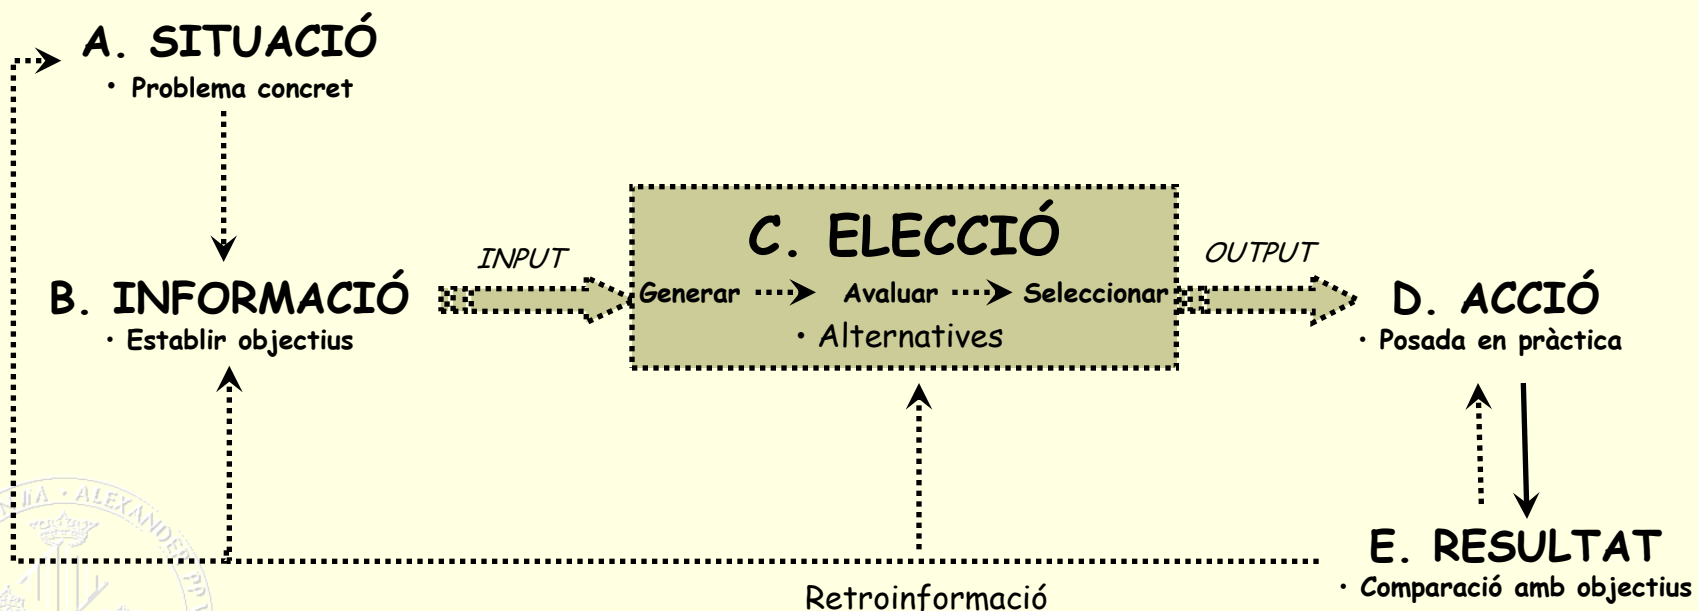 A. SITUACIÓ
• Problema concret
B. INFORMACIÓ
• Establir objectius
INPUT
C. ELECCIÓ
Generar Avaluar Seleccionar
• Alternatives
OUTPUT
D. ACCIÓ
• Posada en pràctica
E. RESULTAT
• Comparació amb objectius
Retroinformació